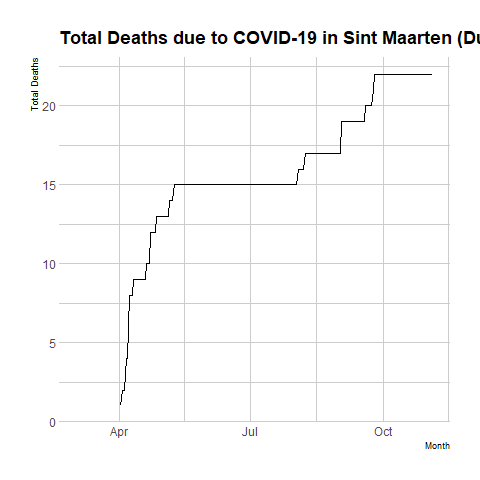 Total Deaths due to COVID-19 in Sint Maarten (Du
Total Deaths
20
15
10
5
0
Apr Jul Oct
Month